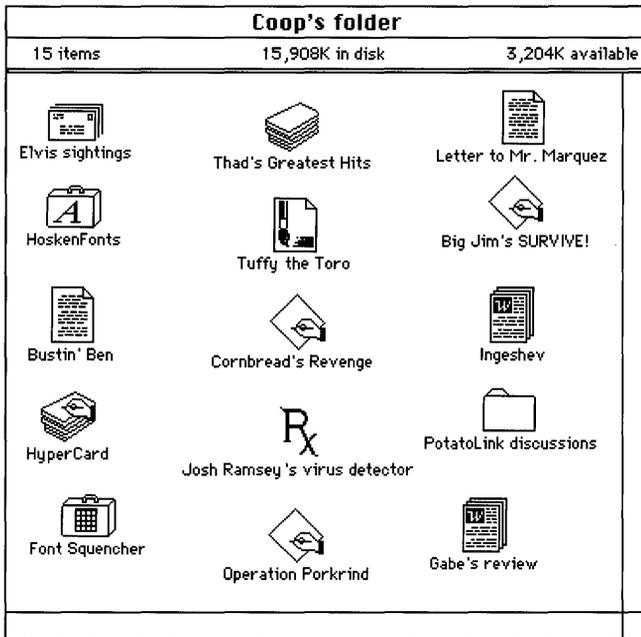 Coop's folder
15 items 15,908K in disk 3,204K available
Elvis sightings Thad's Greatest Hits Letter to Mr. Marquez
HoskenFonts Tuffy the Toro Big Jim's SURVIVE!
Bustin' Ben Cornbread's Revenge Ingeshev
HyperCard Josh Ramsey's virus detector PotatoLink discussions
Font Squencher Operation Porkrind Gabe's review